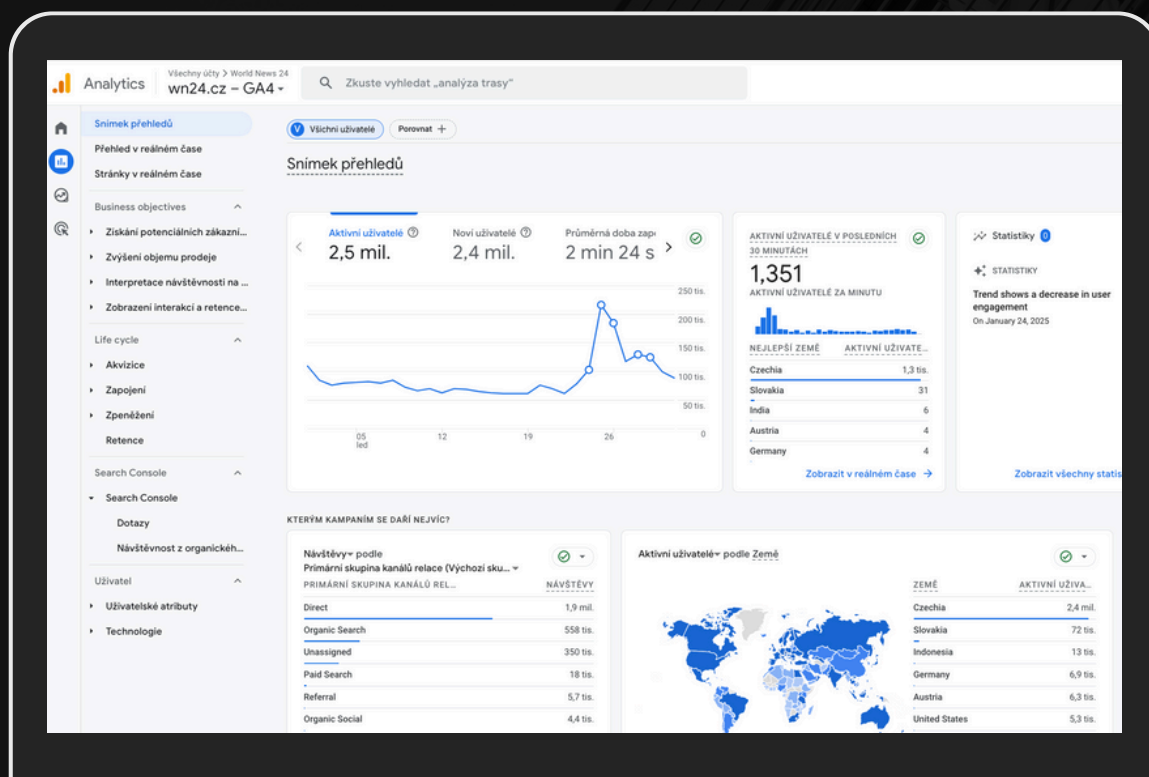 Analytics
Všechny účty > World News 24
wn24.cz – GA4
Zkuste vyhledat „analýza trasy“
Snímek přehledů
Přehled v reálném čase
Stránky v reálném čase
Business objectives
Získání potenciálních zákazní...
Zvýšení objemu prodeje
Interpretace návštěvnosti na ...
Zobrazení interakcí a retence...
Life cycle
Akvizice
Zapojení
Zpeněžení
Retence
Search Console
Search Console
Dotazy
Návštěvnost z organickéh...
Uživatel
Uživatelské atributy
Technologie
V Všichni uživatelé
Porovnat +
Snímek přehledů
Aktivní uživatelé
2,5 mil.
Noví uživatelé
2,4 mil.
Průměrná doba zapo
2 min 24 s
250 tis.
200 tis.
150 tis.
100 tis.
50 tis.
0
05
led
12
19
26
AKTIVNÍ UŽIVATELÉ V POSLEDNÍCH
30 MINUTÁCH
1,351
AKTIVNÍ UŽIVATELÉ ZA MINUTU
NEJLEPŠÍ ZEMĚ AKTIVNÍ UŽIVATE...
Czechia 1,3 tis.
Slovakia 31
India 6
Austria 4
Germany 4
Zobrazit v reálném čase
Statistiky 0
STATISTIKY
Trend shows a decrease in user
engagement
On January 24, 2025
Zobrazit všechny statis
KTERÝM KAMPANÍM SE DAŘÍ NEJVÍC?
Návštěvy podle
Primární skupina kanálů relace (Výchozí sku...
PRIMÁRNÍ SKUPINA KANÁLŮ REL... NÁVŠTĚVY
Direct 1,9 mil.
Organic Search 558 tis.
Unassigned 350 tis.
Paid Search 18 tis.
Referral 5,7 tis.
Organic Social 4,4 tis.
Aktivní uživatelé podle Země
ZEMĚ AKTIVNÍ UŽIVA...
Czechia 2,4 mil.
Slovakia 72 tis.
Indonesia 13 tis.
Germany 6,9 tis.
Austria 6,3 tis.
United States 5,3 tis.